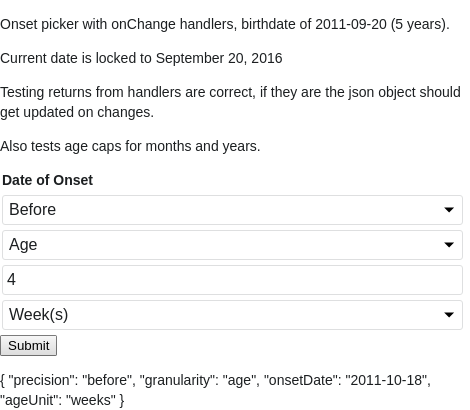 Onset picker with onChange handlers, birthdate of 2011-09-20 (5 years).
Current date is locked to September 20, 2016
Testing returns from handlers are correct, if they are the json object should
get updated on changes.
Also tests age caps for months and years.
Date of Onset
Before
Age
4
Week(s)
Submit
{ "precision": "before", "granularity": "age", "onsetDate": "2011-10-18",
"ageUnit": "weeks" }